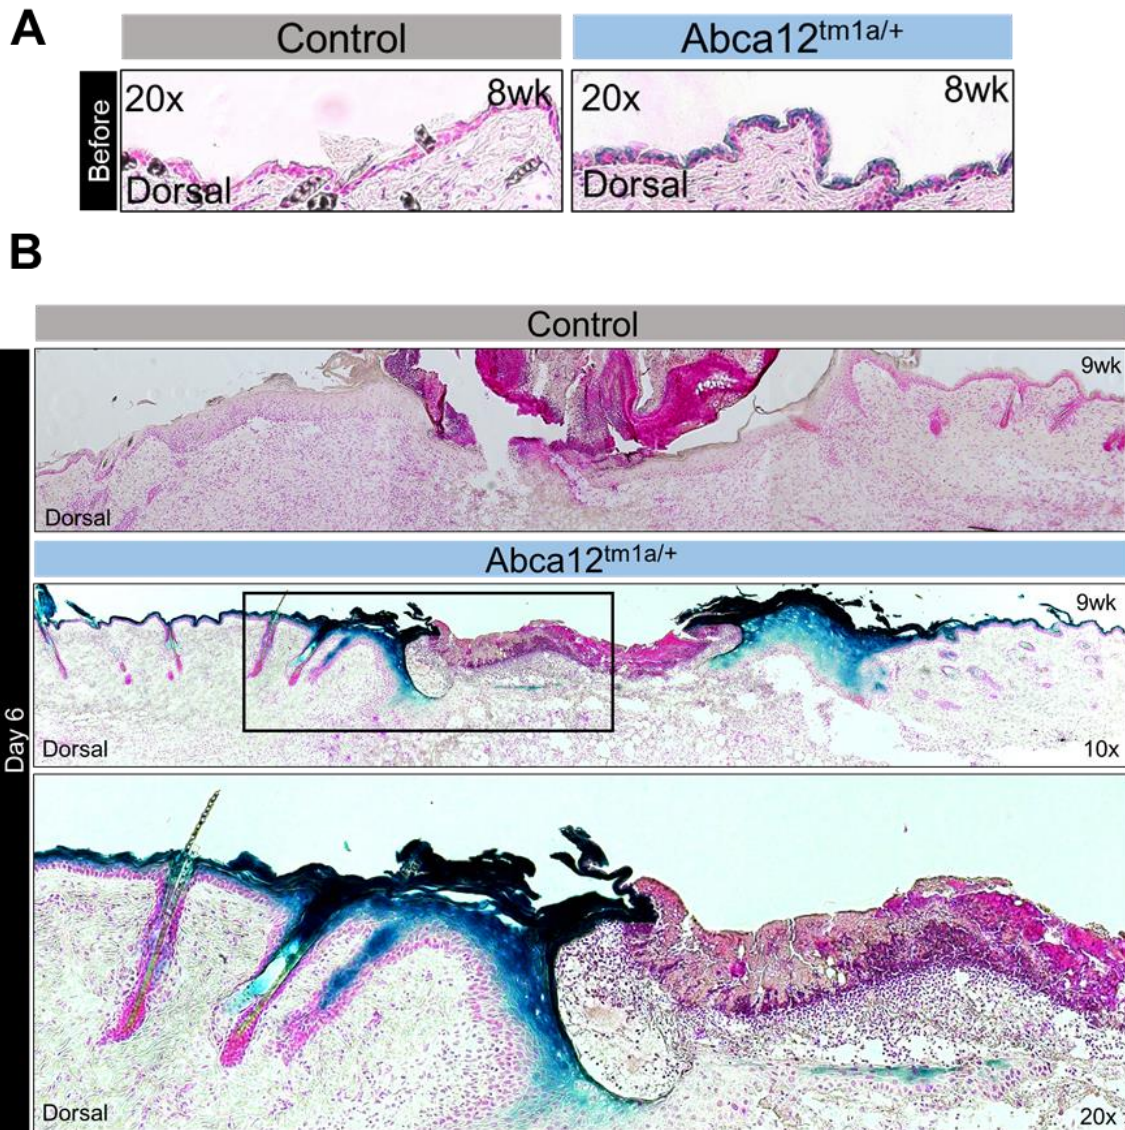 A
Control
Abca12tm1a/+
Before
20x
8wk
Dorsal
20x
8wk
Dorsal
B
Control
Day 6
9wk
Dorsal
Abca12tm1a/+
9wk
Dorsal
10x
Dorsal
20x